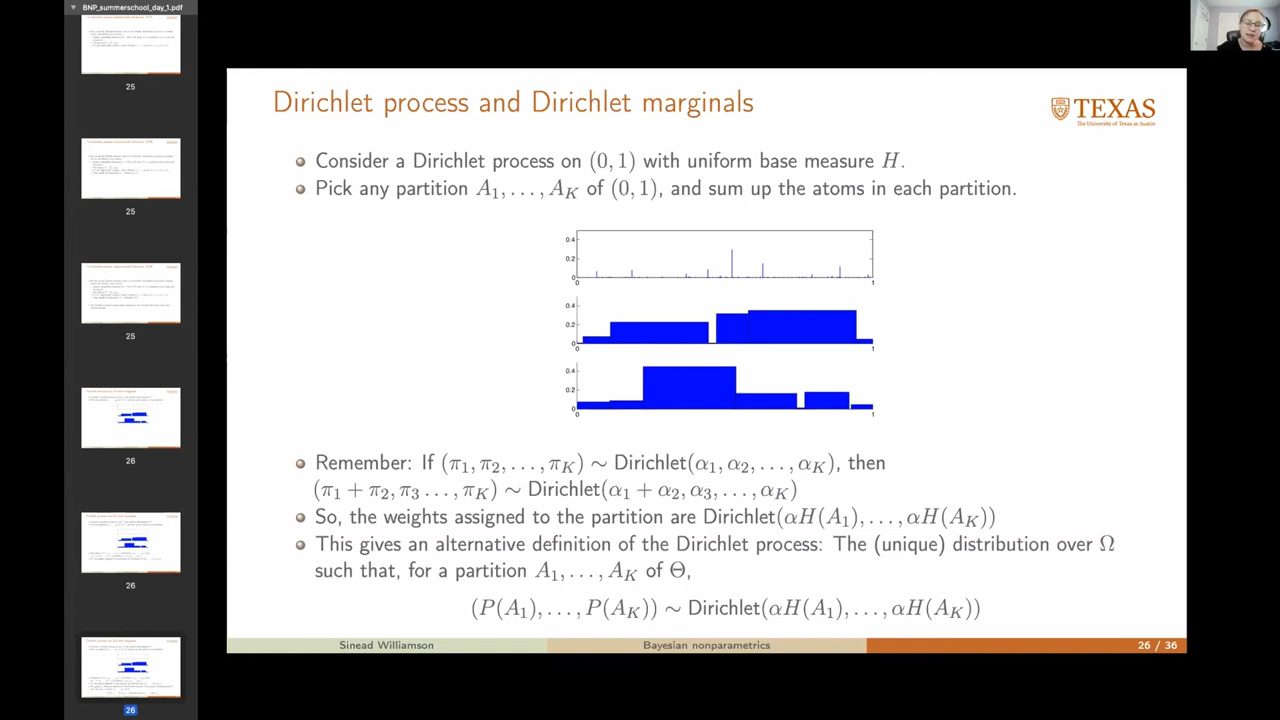 BNP_summerschool_day_1.pdf
25
25
25
26
26
26
Dirichlet process and Dirichlet marginals
TEXAS
The University of Texas at Austin
Consider a Dirichlet process on (0, 1) with uniform base measure H.
Pick any partition A₁, . . . , A_K of (0, 1), and sum up the atoms in each partition.
0.4
0.2
0
0 1
0.4
0.2
0
0 1
0.4
0.2
0
0 1
Remember: If (π₁, π₂, . . . , π_K) ∼ Dirichlet(α₁, α₂, . . . , α_K), then
(π₁ + π₂, π₃ . . . , π_K) ∼ Dirichlet(α₁ + α₂, α₃, . . . , α_K)
So, the weights assigned to the partition are Dirichlet(αH(A₁), . . . , αH(A_K))
This gives an alternative definition of the Dirichlet process: the (unique) distribution over Ω
such that, for a partition A₁, . . . , A_K of Θ,
(P(A₁), . . . , P(A_K)) ∼ Dirichlet(αH(A₁), . . . , αH(A_K))
Sinead Williamson Bayesian nonparametrics 26 / 36